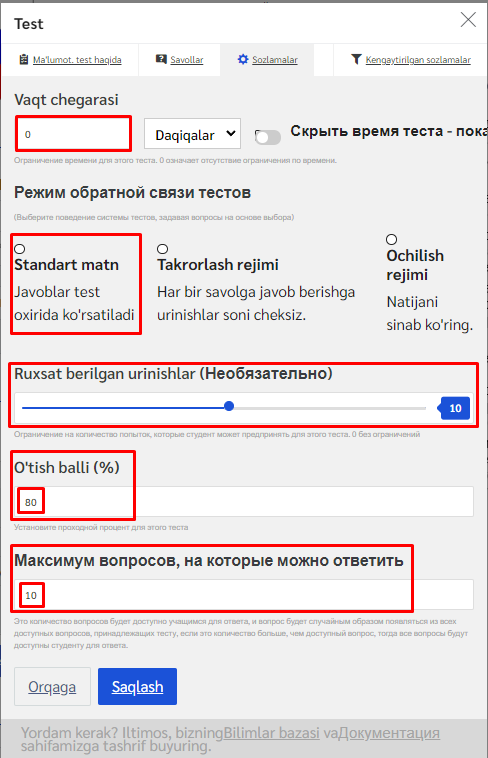 Test
Ma'lumot. test haqida
Savollar
Sozlamalar
Kengaytirilgan sozlamalar
Vaqt chegarasi
0
Daqiqalar
Скрыть время теста - пока
Ограничение времени для этого теста. 0 означает отсутствие ограничения по времени.
Режим обратной связи тестов
(Выберите поведение системы тестов, задавая вопросы на основе выбора)
Standart matn
Javoblar test
oxirida ko'rsatiladi
Takrorlash rejimi
Har bir savolga javob berishga
urinishlar soni cheksiz.
Ochilish
rejimi
Natijani
sinab ko'ring.
Ruxsat berilgan urinishlar (Необязательно)
10
Ограничение на количество попыток, которые студент может предпринять для этого теста. 0 без ограничений
O'tish balli (%)
80
Установите проходной процент для этого теста
Максимум вопросов, на которые можно ответить
10
Это количество вопросов будет доступно учащимся для ответа, и вопрос будет случайным образом появляться из всех
доступных вопросов, принадлежащих тесту, если это количество больше, чем доступный вопрос, тогда все вопросы будут
доступны студенту для ответа.
Orqaga
Saqlash
Yordam kerak? Iltimos, bizningBilimlar bazasi vaДокументация
sahifamizga tashrif buyuring.